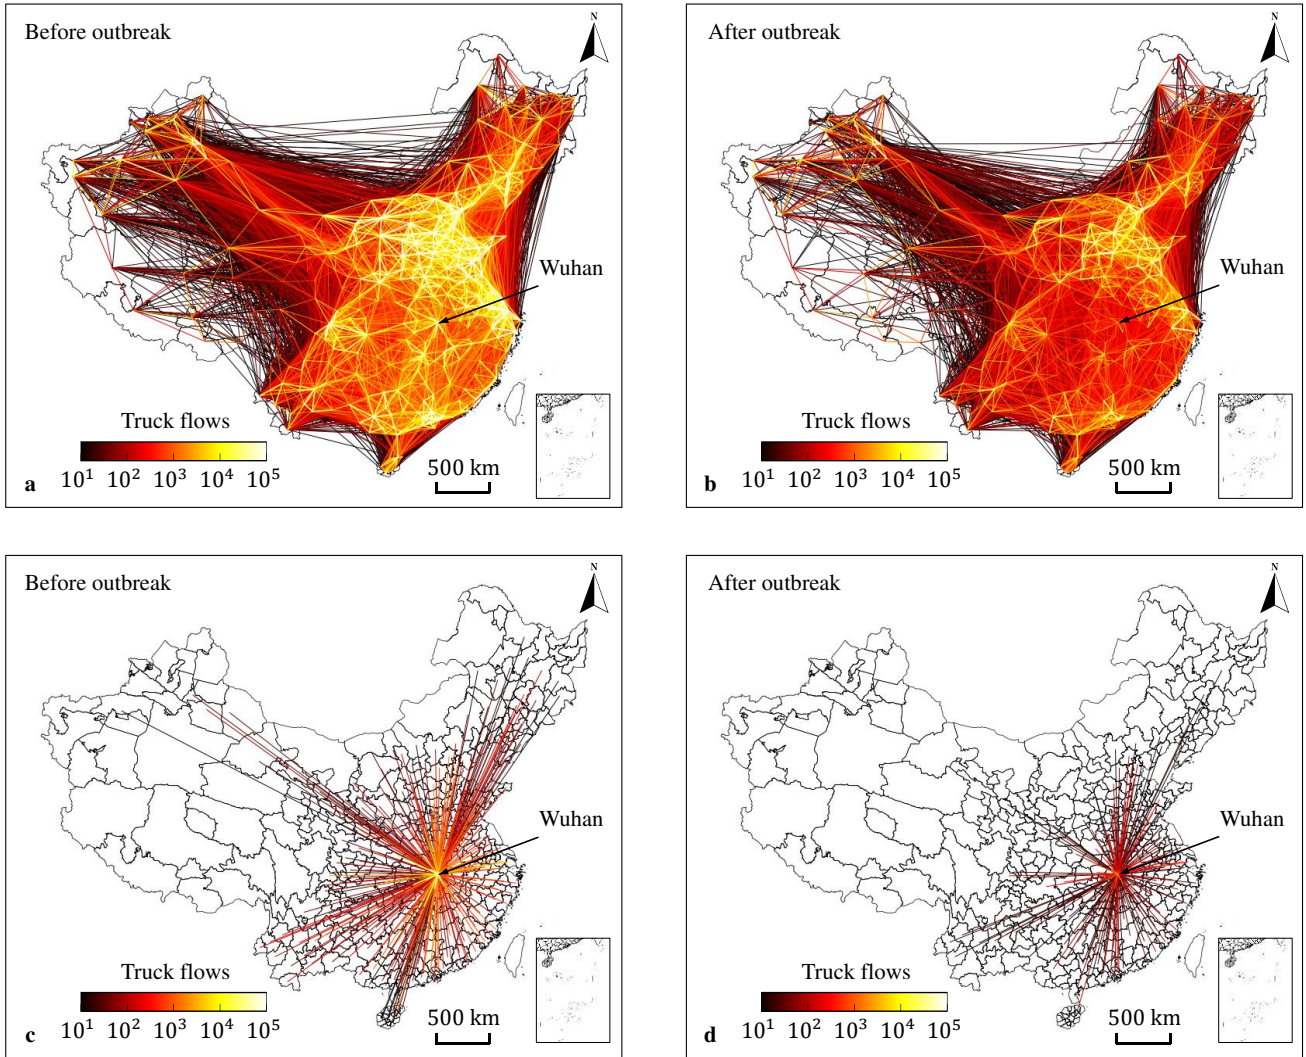 Before outbreak
N
Wuhan
Truck flows
10¹ 10² 10³ 10⁴ 10⁵
500 km
a
After outbreak
N
Wuhan
Truck flows
10¹ 10² 10³ 10⁴ 10⁵
500 km
b
Before outbreak
N
Wuhan
Truck flows
10¹ 10² 10³ 10⁴ 10⁵
500 km
c
After outbreak
N
Wuhan
Truck flows
10¹ 10² 10³ 10⁴ 10⁵
500 km
d